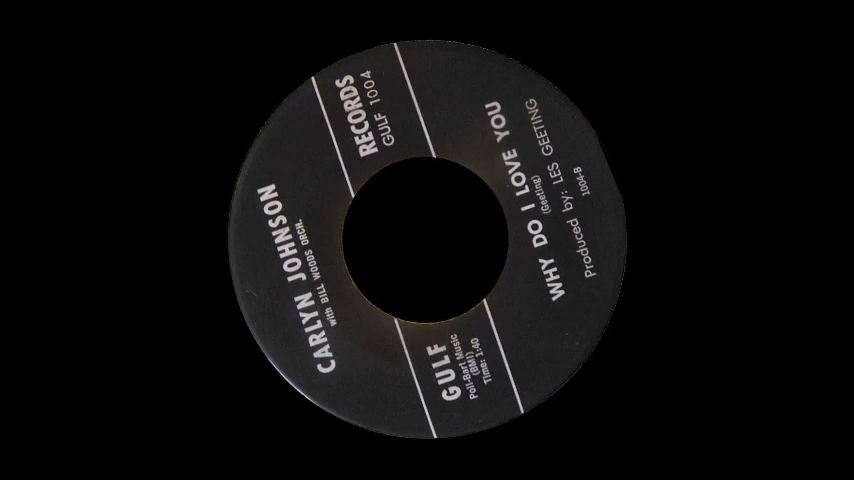 CARLYN JOHNSON
with BILL WOODS ORCH.
GULF
Poll-Bart Music
(BMI)
Time: 1:40
RECORDS
GULF 1004
WHY DO I LOVE YOU
(Geeting)
Produced by: LES GEETING
1004-B